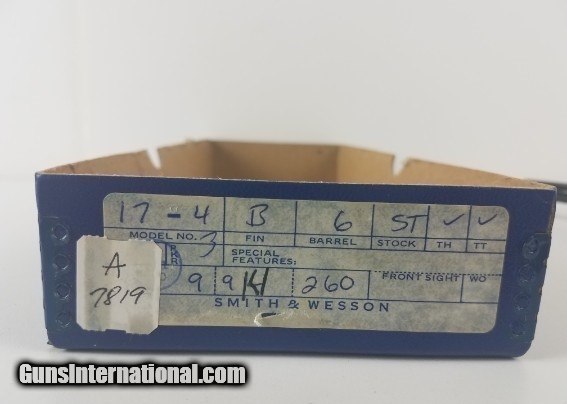 17-4 B 6 ST ✓ ✓
MODEL NO. FIN BARREL STOCK TH TT
3 SPECIAL
FEATURES:
FRONT SIGHT WO
9 9 K 260
SMITH & WESSON
A
7819
GunsInternational.com